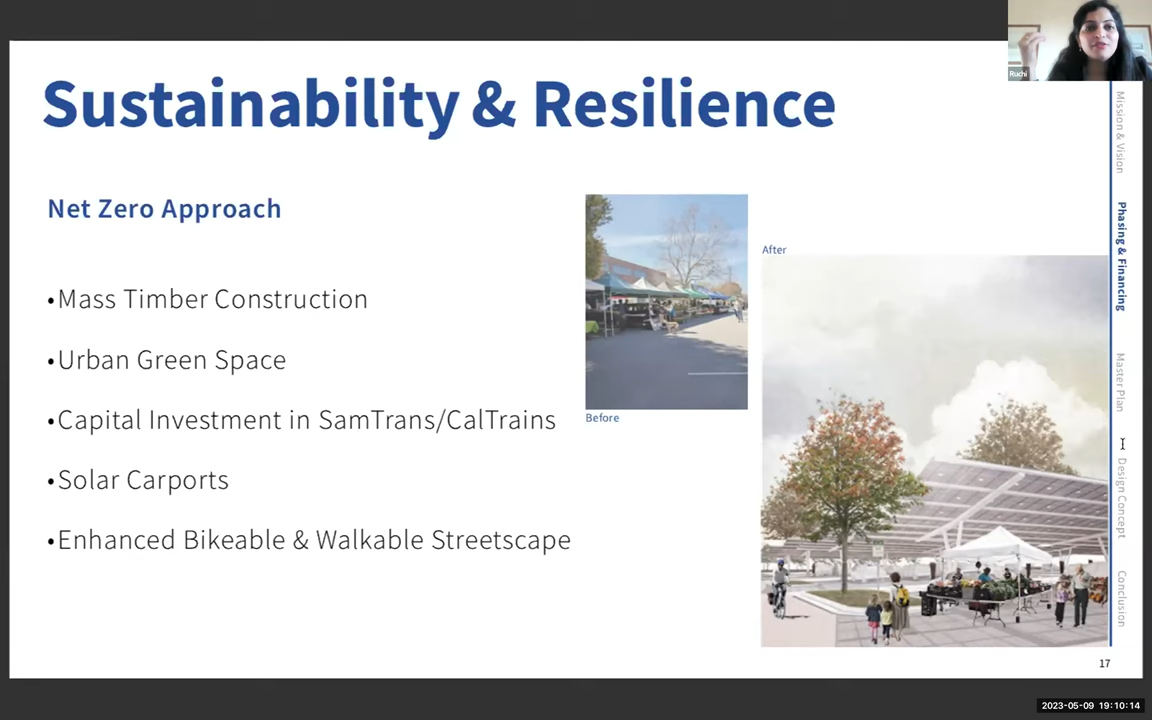 Sustainability & Resilience
Ruchi
Net Zero Approach
•Mass Timber Construction
•Urban Green Space
•Capital Investment in SamTrans/CalTrains
•Solar Carports
•Enhanced Bikeable & Walkable Streetscape
Before
After
Mission & Vision
Phasing & Financing
Master Plan
Design Concept
Conclusion
17
2023-05-09 19:10:14